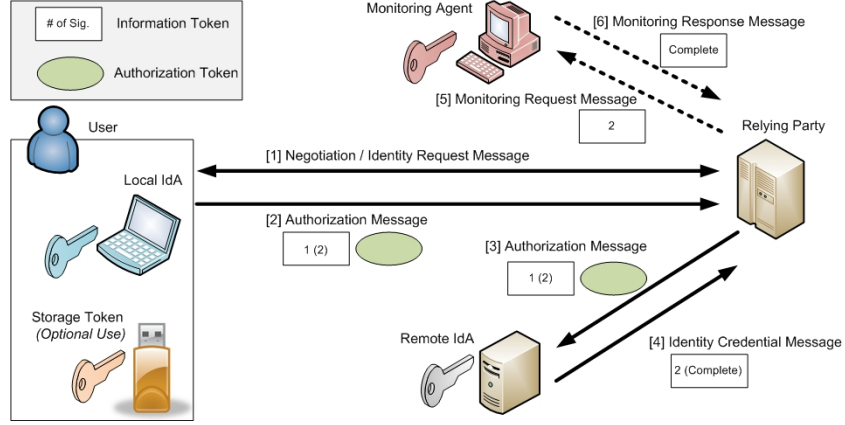 # of Sig.
Information Token
Authorization Token
Monitoring Agent
[6] Monitoring Response Message
Complete
[5] Monitoring Request Message
2
Relying Party
User
[1] Negotiation / Identity Request Message
Local IdA
[2] Authorization Message
1 (2)
[3] Authorization Message
1 (2)
Storage Token
(Optional Use)
Remote IdA
[4] Identity Credential Message
2 (Complete)